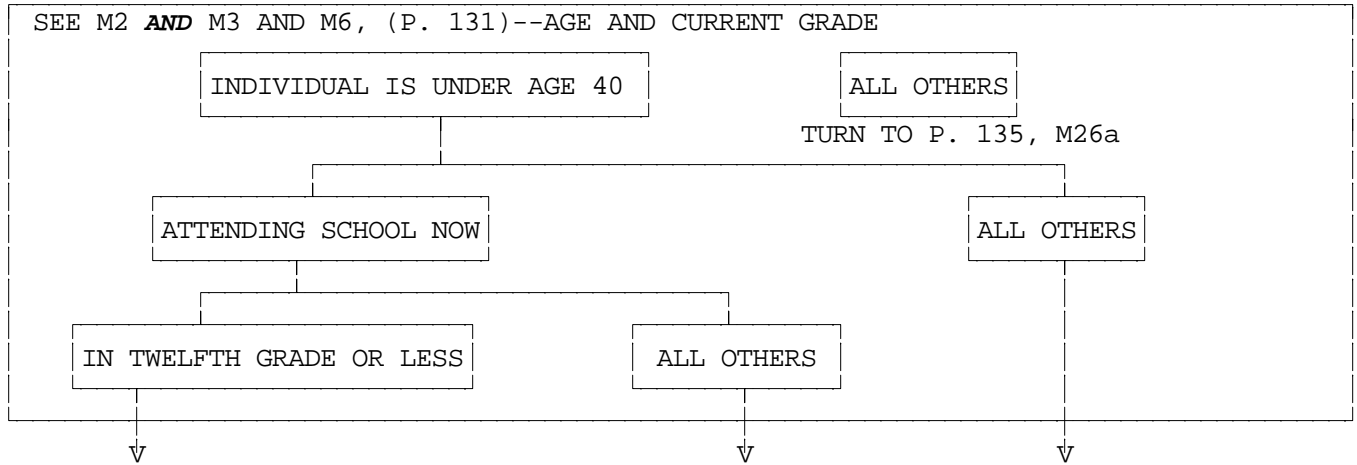 SEE M2 AND M3 AND M6, (P. 131)--AGE AND CURRENT GRADE
INDIVIDUAL IS UNDER AGE 40
ALL OTHERS
TURN TO P. 135, M26a
ATTENDING SCHOOL NOW
ALL OTHERS
IN TWELFTH GRADE OR LESS
ALL OTHERS
V V V